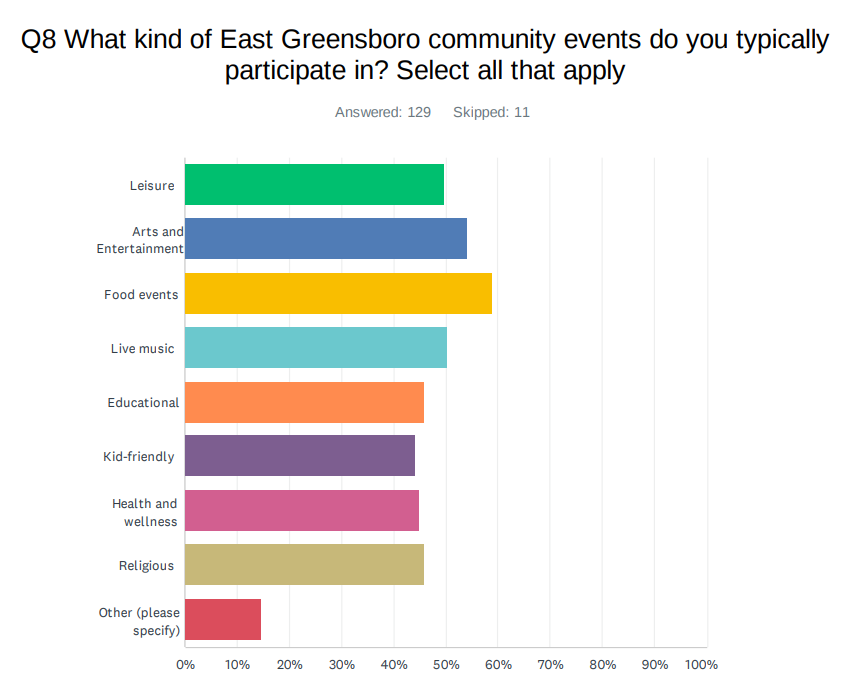 Q8 What kind of East Greensboro community events do you typically
participate in? Select all that apply
Answered: 129 Skipped: 11
Leisure
Arts and
Entertainment
Food events
Live music
Educational
Kid-friendly
Health and
wellness
Religious
Other (please
specify)
0% 10% 20% 30% 40% 50% 60% 70% 80% 90% 100%